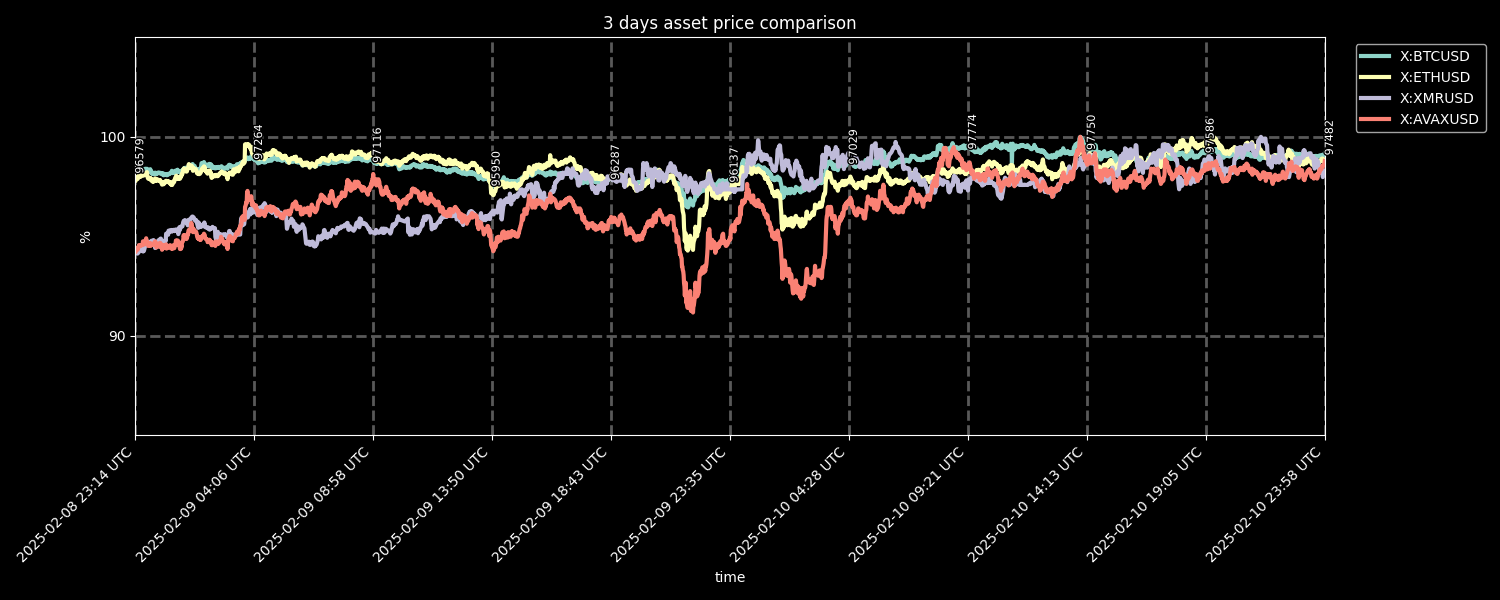 3 days asset price comparison
X:BTCUSD
X:ETHUSD
X:XMRUSD
X:AVAXUSD
%
100
90
96579
97264
97116
95950
96287
96137
97029
97774
97750
97586
97482
2025-02-08 23:14 UTC
2025-02-09 04:06 UTC
2025-02-09 08:58 UTC
2025-02-09 13:50 UTC
2025-02-09 18:43 UTC
2025-02-09 23:35 UTC
2025-02-10 04:28 UTC
2025-02-10 09:21 UTC
2025-02-10 14:13 UTC
2025-02-10 19:05 UTC
2025-02-10 23:58 UTC
time